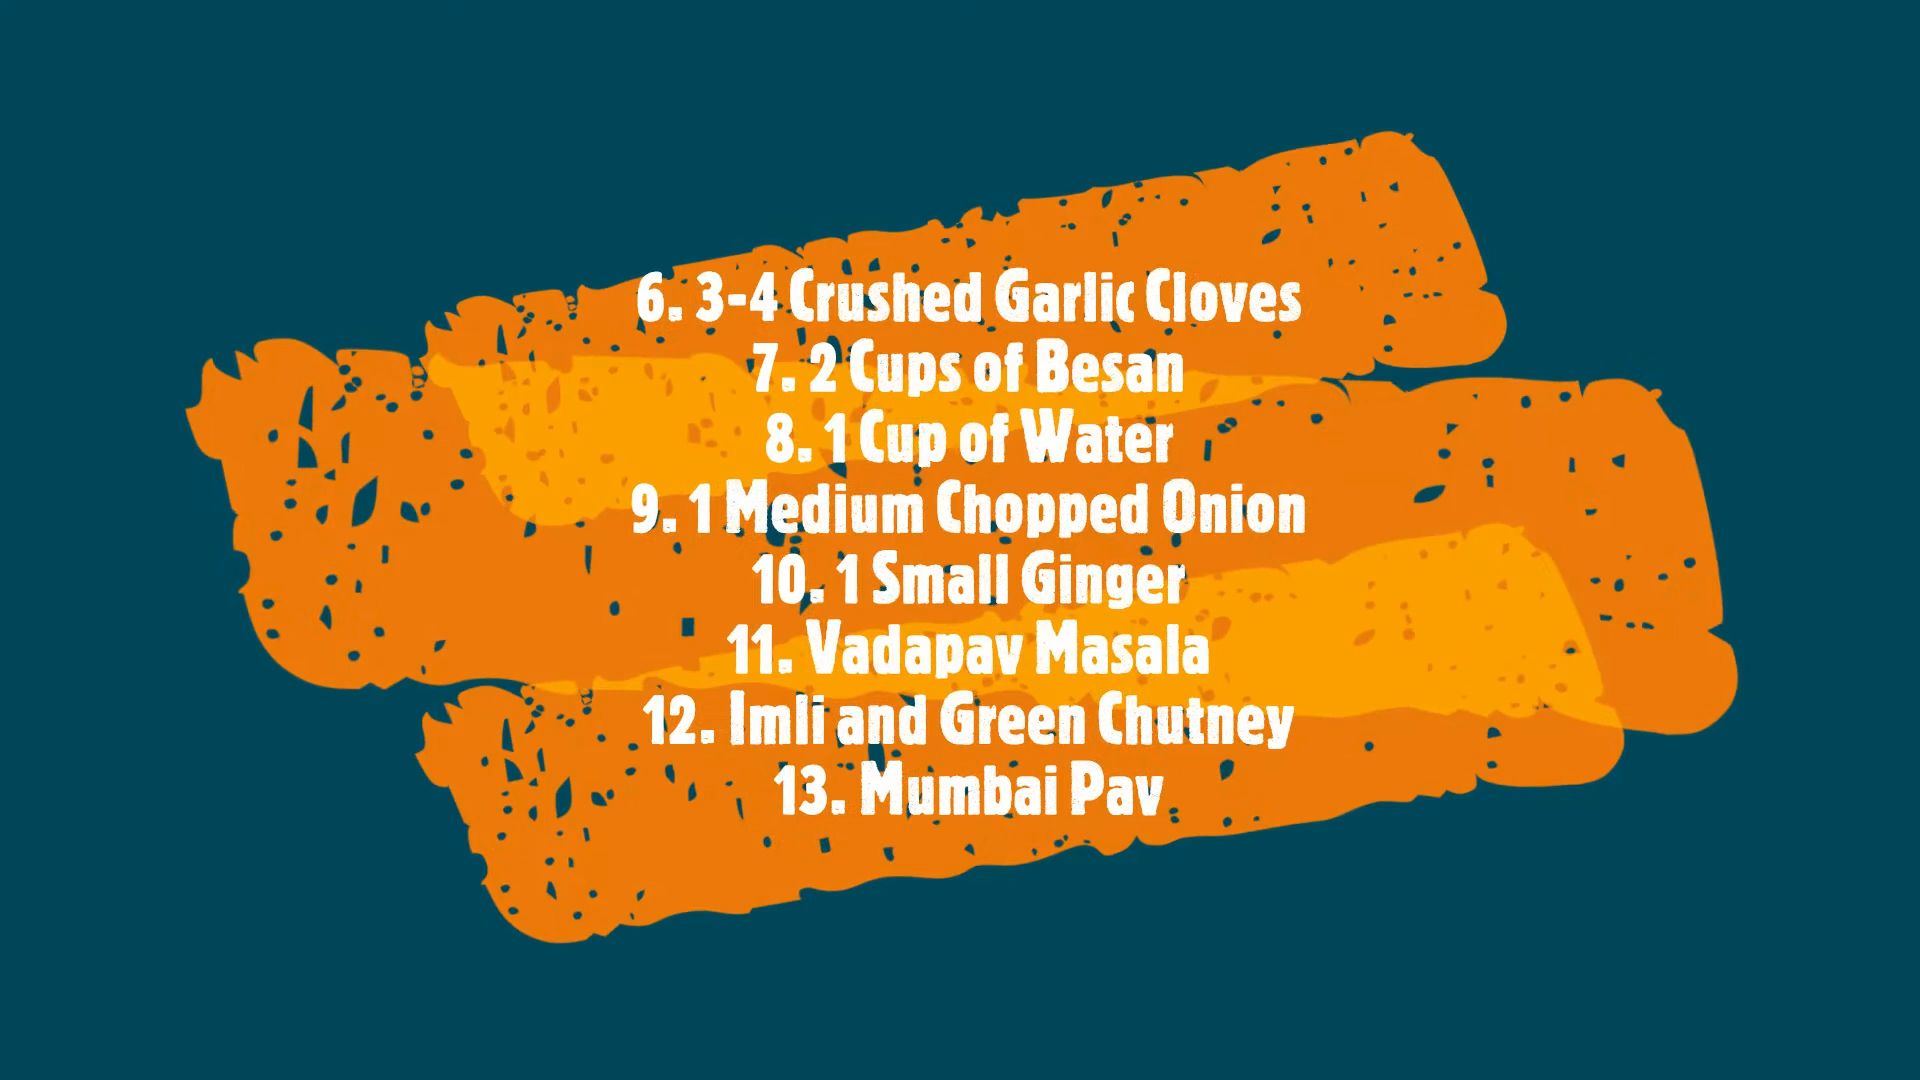 6. 3-4 Crushed Garlic Cloves
7. 2 Cups of Besan
8. 1 Cup of Water
9. 1 Medium Chopped Onion
10. 1 Small Ginger
11. Vadapav Masala
12. Imli and Green Chutney
13. Mumbai Pav